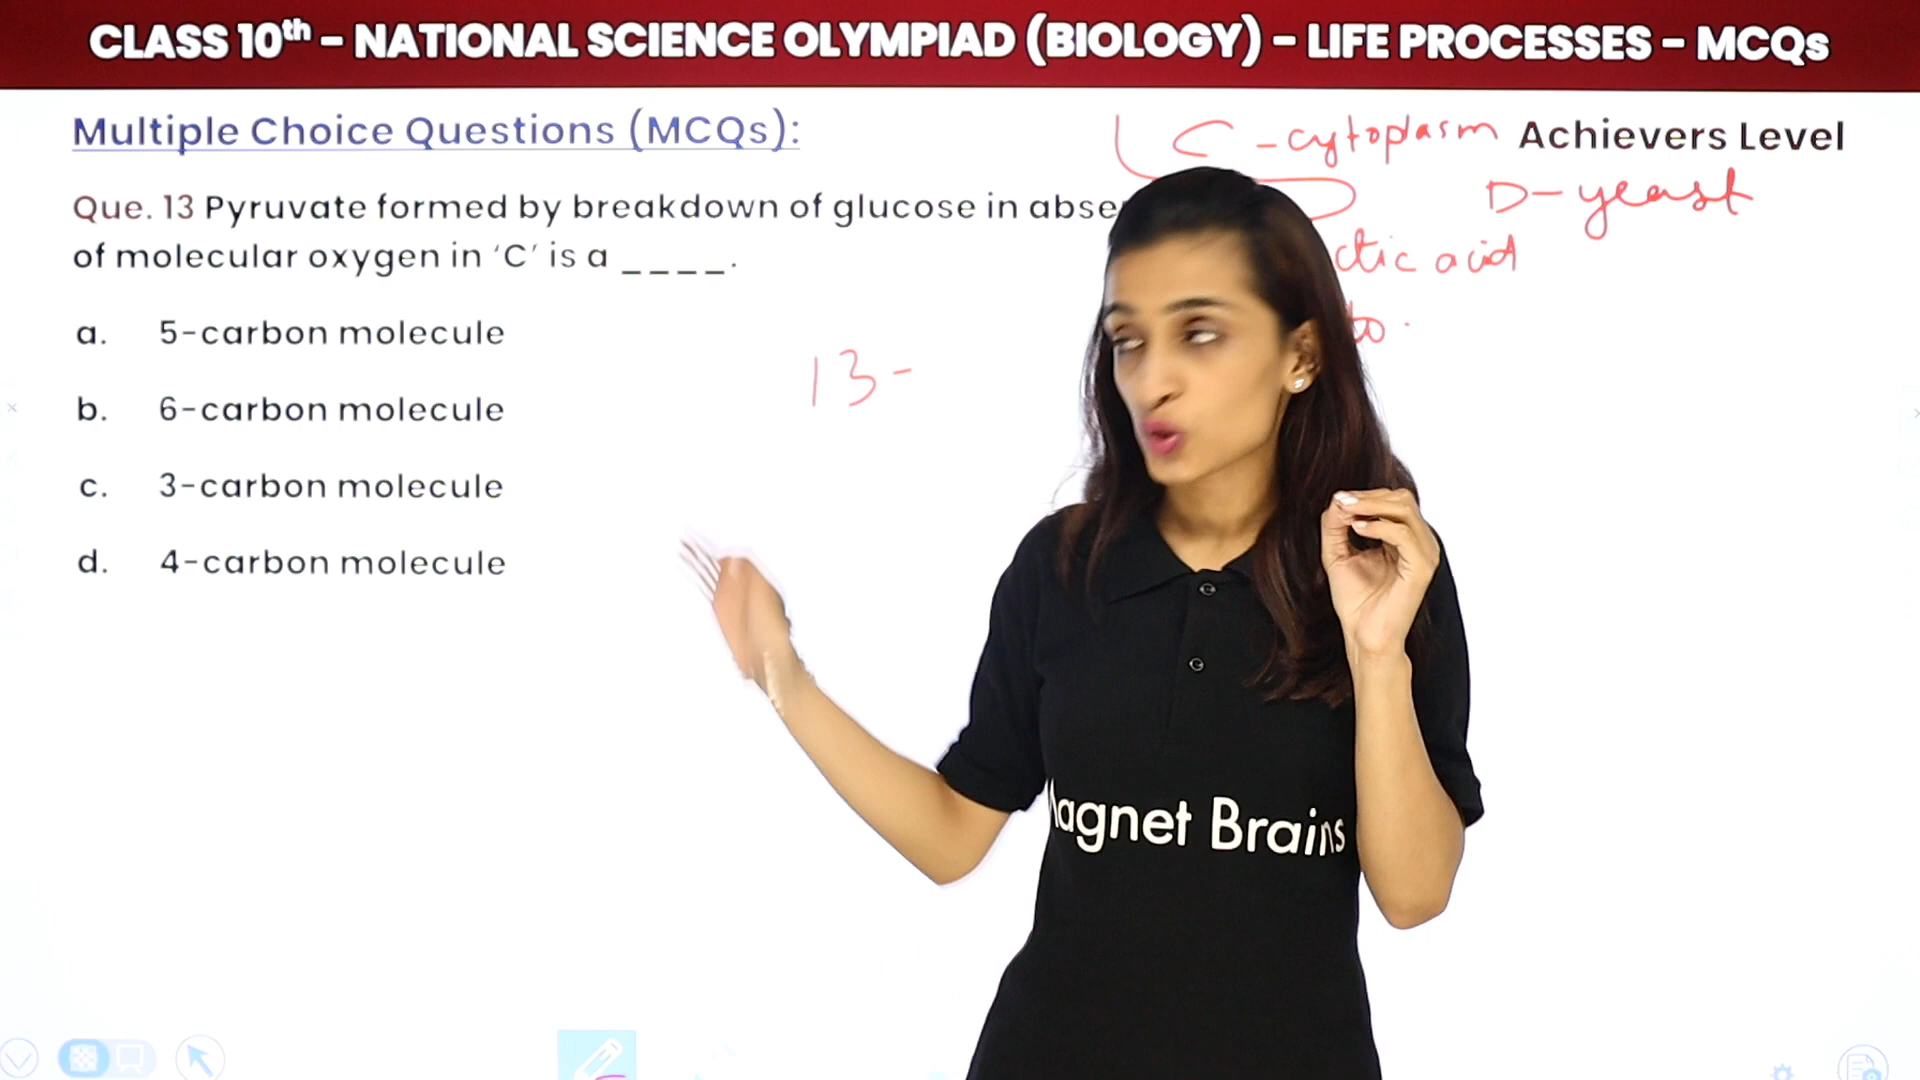 CLASS 10th - NATIONAL SCIENCE OLYMPIAD (BIOLOGY) - LIFE PROCESSES - MCQs
Multiple Choice Questions (MCQs):
C - cytoplasm
Achievers Level
D - yeast
Que. 13 Pyruvate formed by breakdown of glucose in abse
of molecular oxygen in ‘C’ is a ____.
ctic acid
to.
a. 5-carbon molecule
13 -
b. 6-carbon molecule
c. 3-carbon molecule
d. 4-carbon molecule
agnet Brains